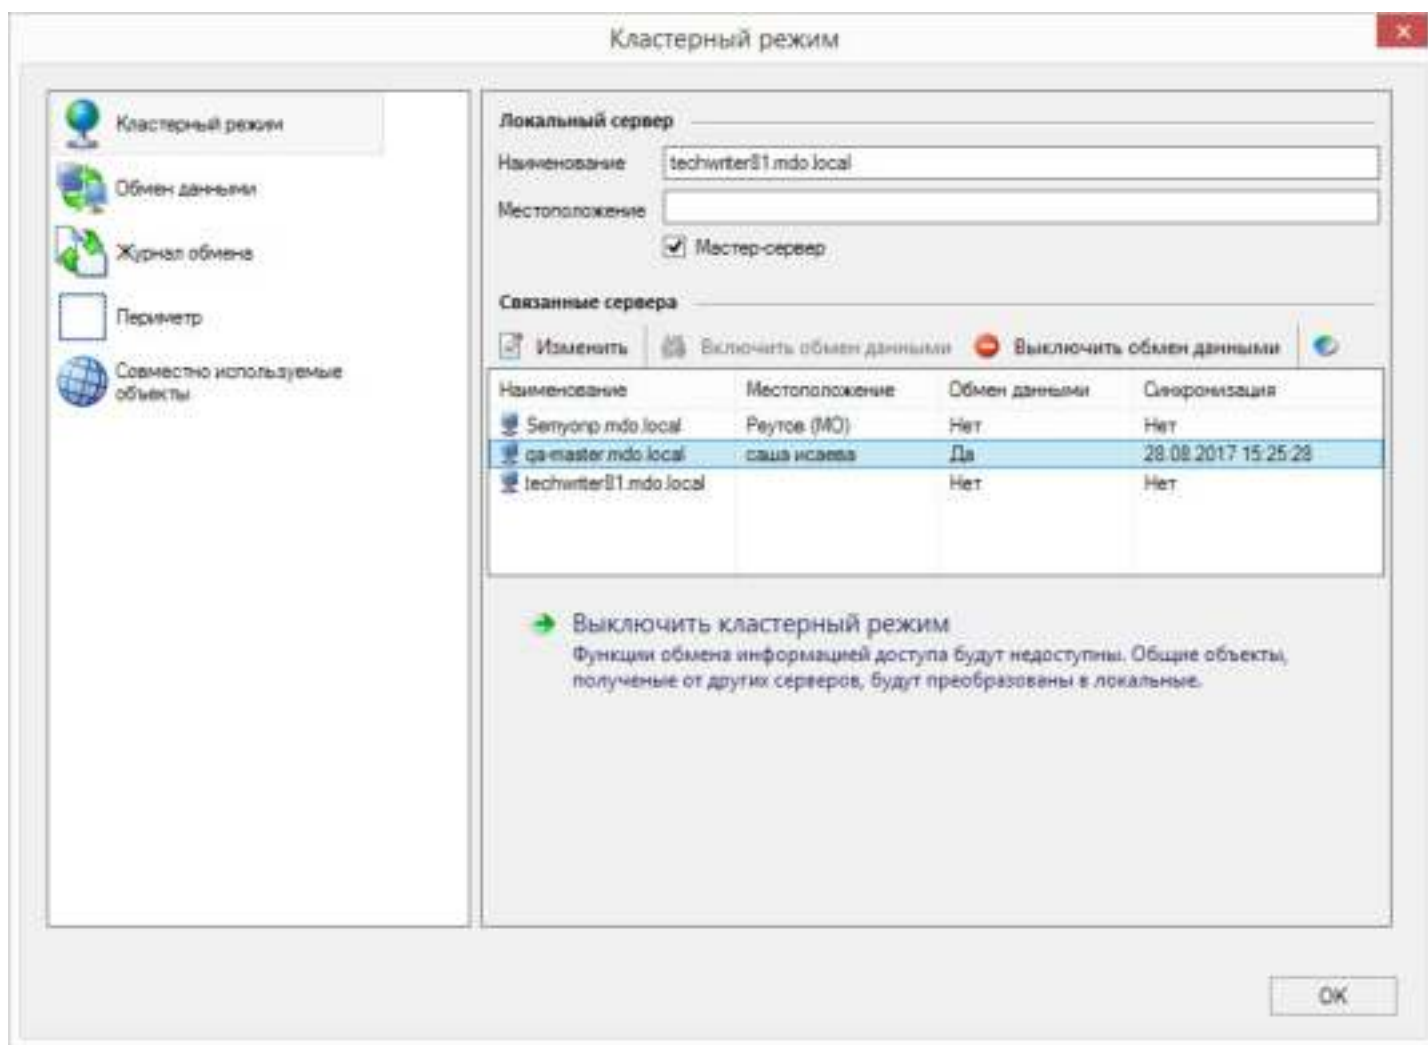 Кластерный режим
Кластерный режим
Обмен данными
Журнал обмена
Периметр
Совместно используемые
объекты
Локальный сервер
Наименование techwriter81.mdo.local
Местоположение
Мастер-сервер
Связанные сервера
Изменить Включить обмен данными Выключить обмен данными
Наименование Местоположение Обмен данными Синхронизация
Semyonp.mdo.local Реутов (МО) Нет Нет
qa-master.mdo.local саша исаева Да 28.08.2017 15:25:28
techwriter81.mdo.local Нет Нет
Выключить кластерный режим
Функции обмена информацией доступа будут недоступны. Общие объекты,
полученые от других серверов, будут преобразованы в локальные.
OK